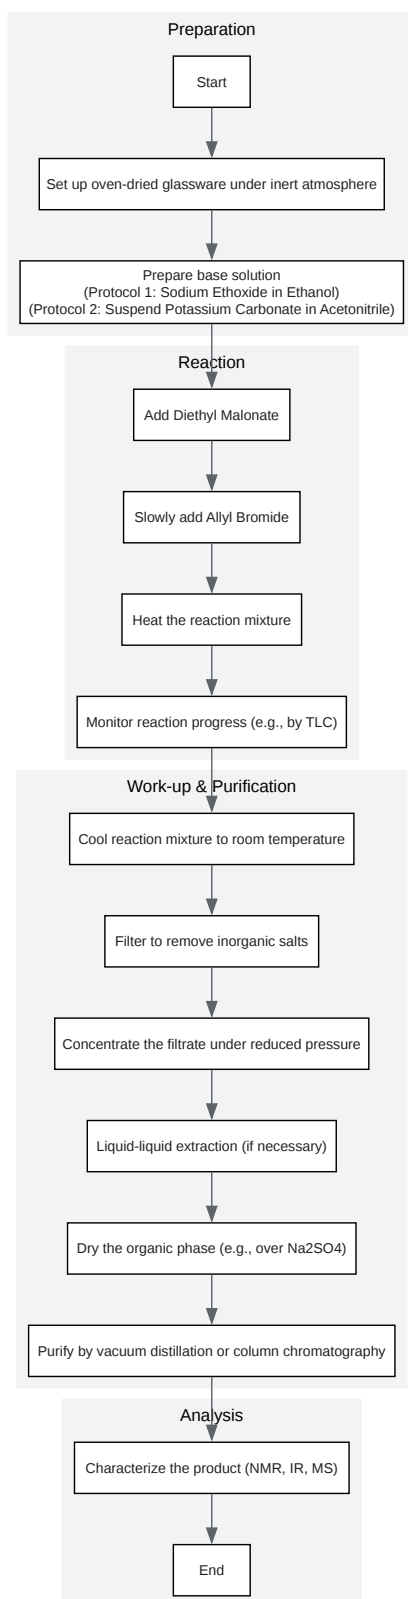 Preparation
Start
Set up oven-dried glassware under inert atmosphere
Prepare base solution
(Protocol 1: Sodium Ethoxide in Ethanol)
(Protocol 2: Suspend Potassium Carbonate in Acetonitrile)
Reaction
Add Diethyl Malonate
Slowly add Allyl Bromide
Heat the reaction mixture
Monitor reaction progress (e.g., by TLC)
Work-up & Purification
Cool reaction mixture to room temperature
Filter to remove inorganic salts
Concentrate the filtrate under reduced pressure
Liquid-liquid extraction (if necessary)
Dry the organic phase (e.g., over Na2SO4)
Purify by vacuum distillation or column chromatography
Analysis
Characterize the product (NMR, IR, MS)
End